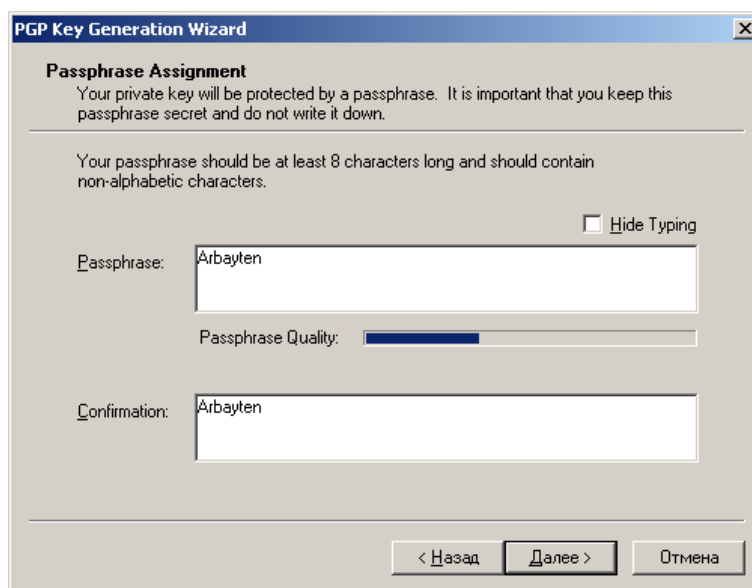 PGP Key Generation Wizard
Passphrase Assignment
Your private key will be protected by a passphrase. It is important that you keep this
passphrase secret and do not write it down.
Your passphrase should be at least 8 characters long and should contain
non-alphabetic characters.
Hide Typing
Passphrase: Arbayten
Passphrase Quality:
Confirmation: Arbayten
< Назад Далее > Отмена